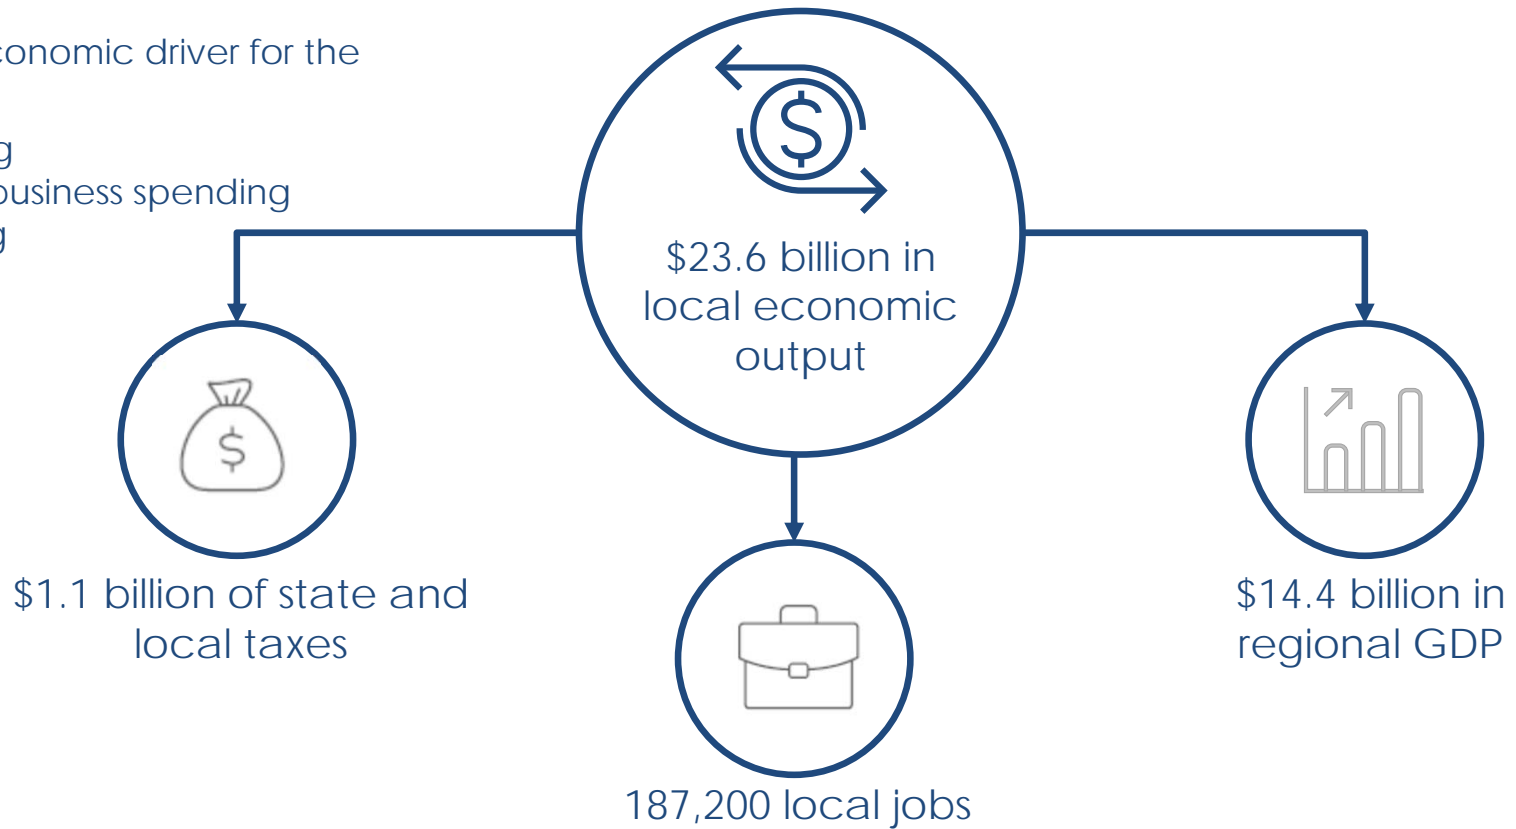 economic driver for the
business spending
$
$23.6 billion in
local economic
output
$
$1.1 billion of state and
local taxes
$14.4 billion in
regional GDP
187,200 local jobs